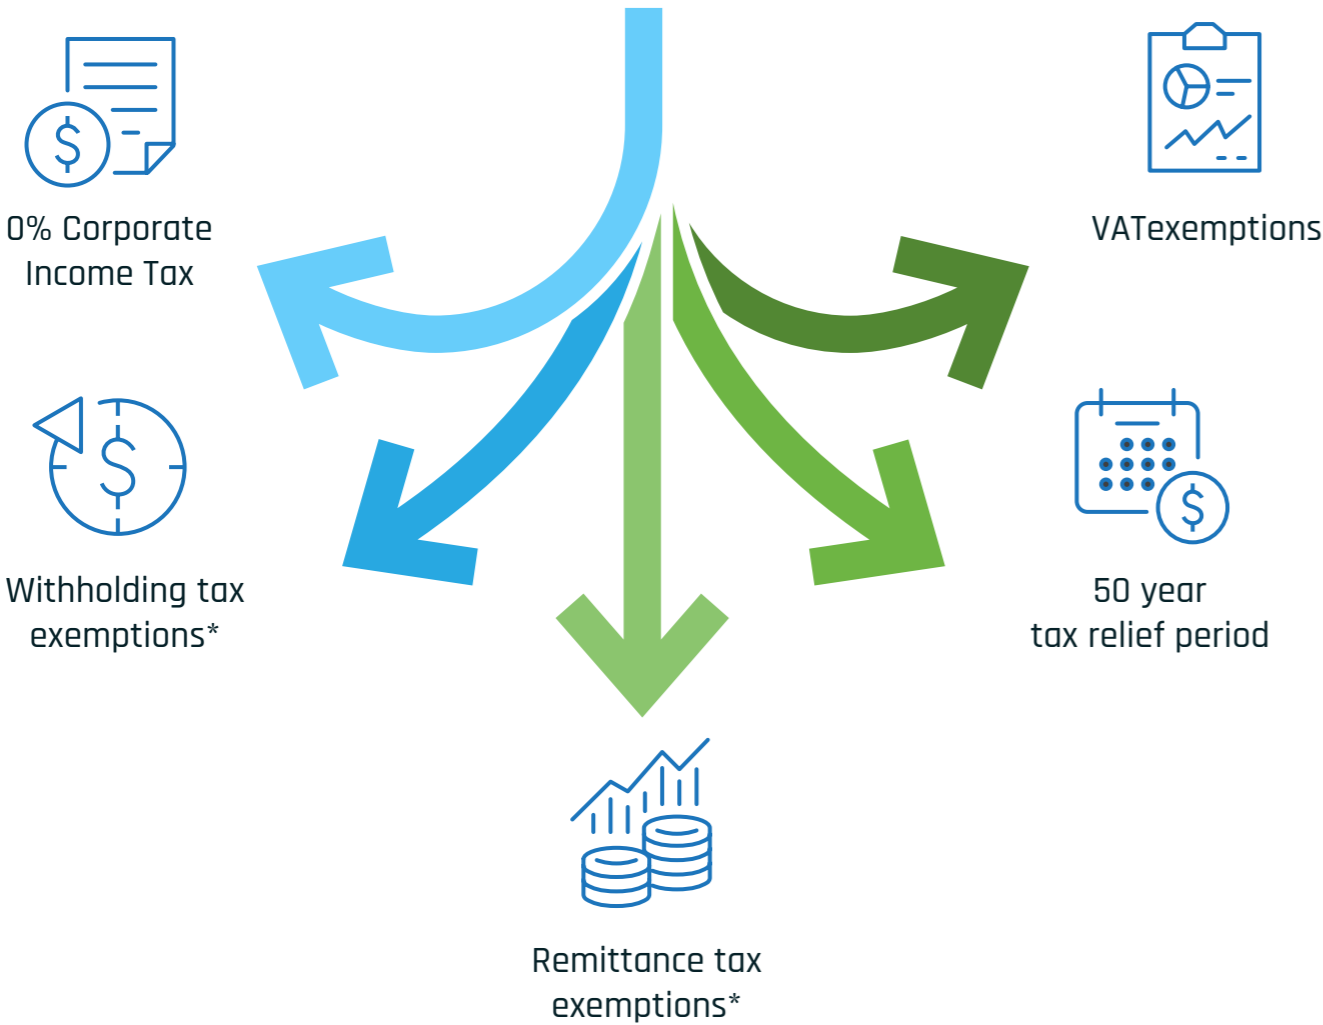 0% Corporate
Income Tax
VATexemptions
Withholding tax
exemptions*
50 year
tax relief period
Remittance tax
exemptions*